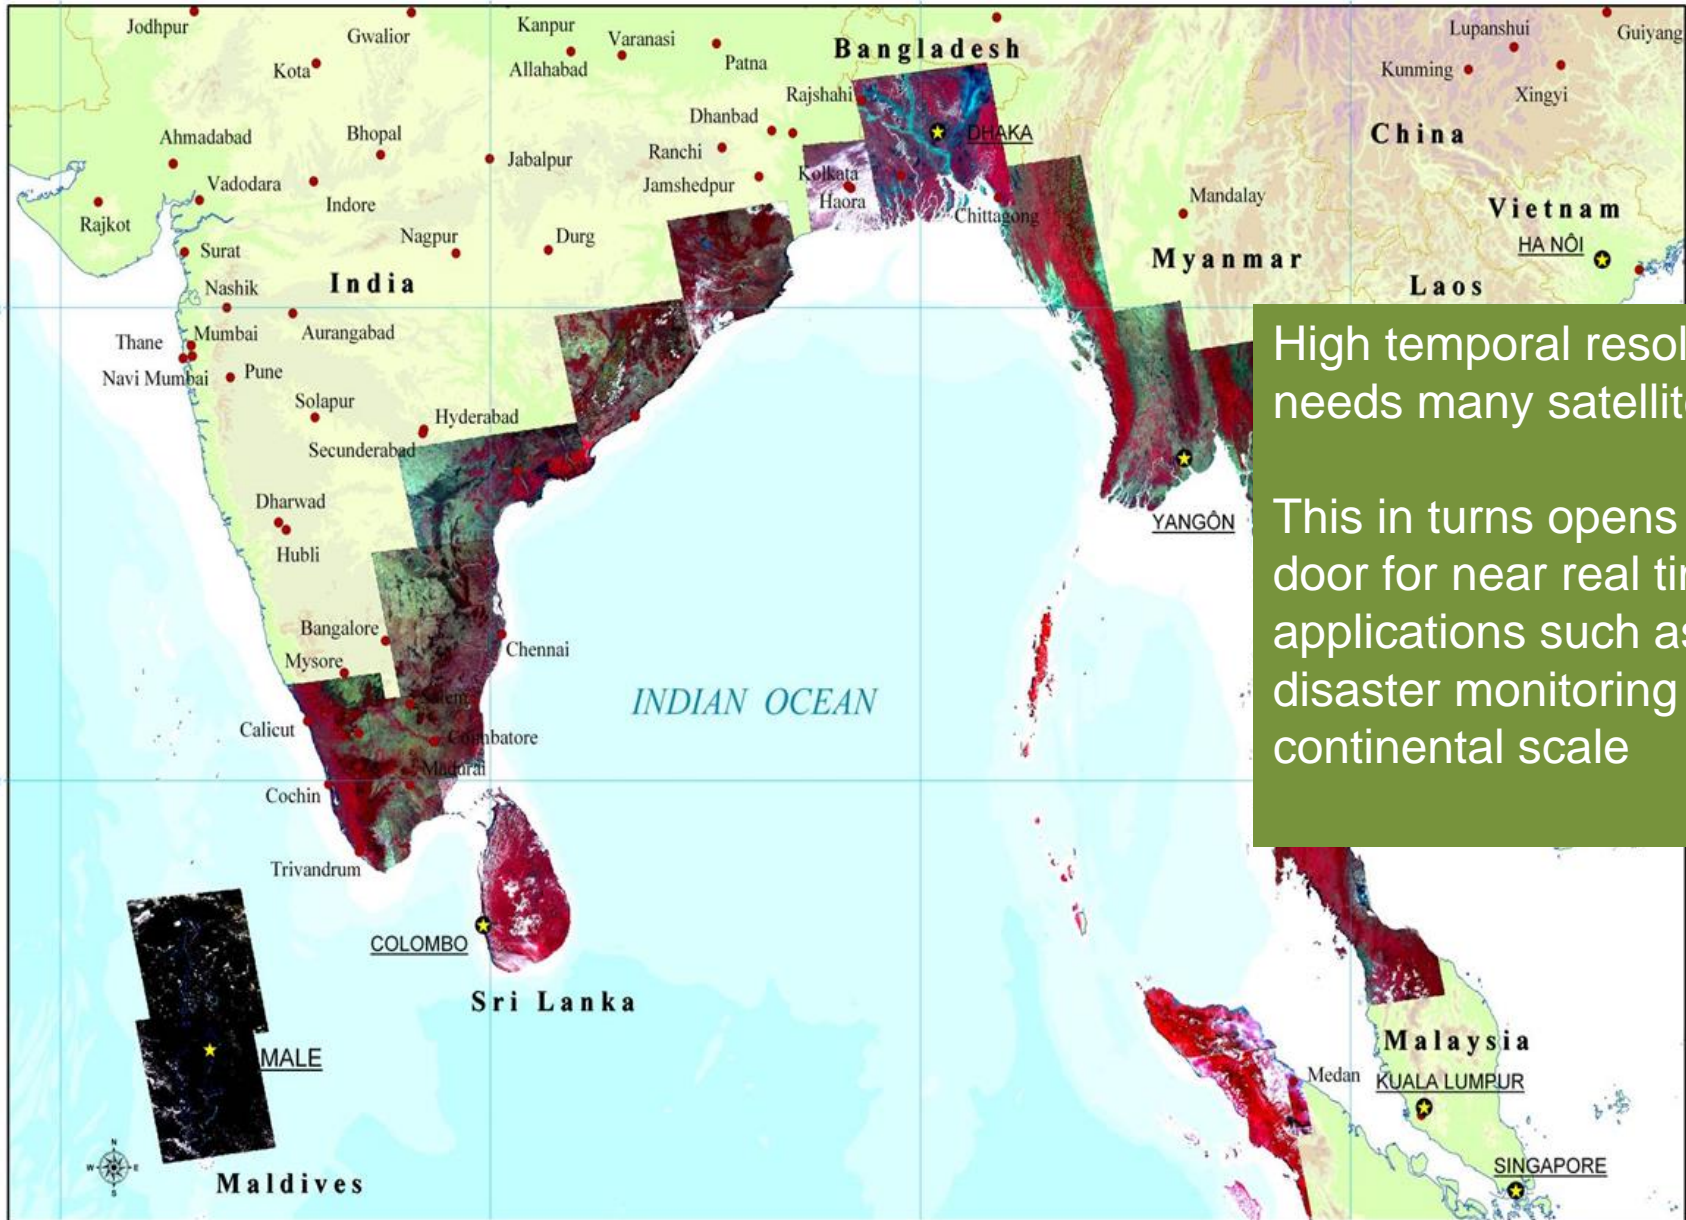 Jodhpur
Gwalior
Kanpur
Varanasi
Bangladesh
Lupanshui
Guiyang
Kota
Allahabad
Patna
Kunming
Xingyi
Rajshahi
Ahmadabad
Bhopal
Dhanbad
DHAKA
China
Jabalpur
Ranchi
Vadodara
Indore
Jamshedpur
Kolkata
Haora
Mandalay
Rajkot
Chittagong
Vietnam
Nagpur
Durg
HA NÔI
Surat
Myanmar
India
Laos
Nashik
Thane
Mumbai
Aurangabad
Navi Mumbai
Pune
Solapur
Hyderabad
Secunderabad
Dharwad
Hubli
YANGÔN
High temporal resol
needs many satellit
This in turns opens
door for near real ti
applications such as
disaster monitoring
continental scale
Bangalore
Chennai
Mysore
Salem
INDIAN OCEAN
Calicut
Coimbatore
Madurai
Cochin
Trivandrum
COLOMBO
Sri Lanka
MALE
Malaysia
Medan
KUALA LUMPUR
N
W
E
S
Maldives
SINGAPORE